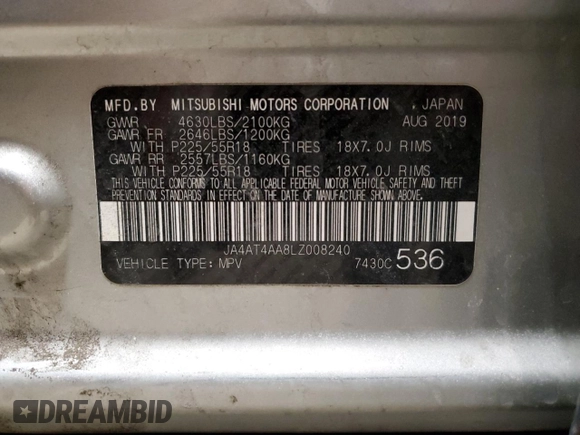 MFD.BY MITSUBISHI MOTORS CORPORATION , JAPAN
GVWR 4630LBS/2100KG AUG 2019
GAWR FR 2646LBS/1200KG
WITH P225/55R18 TIRES 18X7.0J RIMS
GAWR RR 2557LBS/1160KG
WITH P225/55R18 TIRES 18X7.0J RIMS
THIS VEHICLE CONFORMS TO ALL APPLICABLE FEDERAL MOTOR VEHICLE SAFETY AND THEFT
PREVENTION STANDARDS IN EFFECT ON THE DATE OF MANUFACTURE SHOWN ABOVE.
JA4AT4AA8LZ008240
VEHICLE TYPE: MPV 7430C 536
DREAMBID